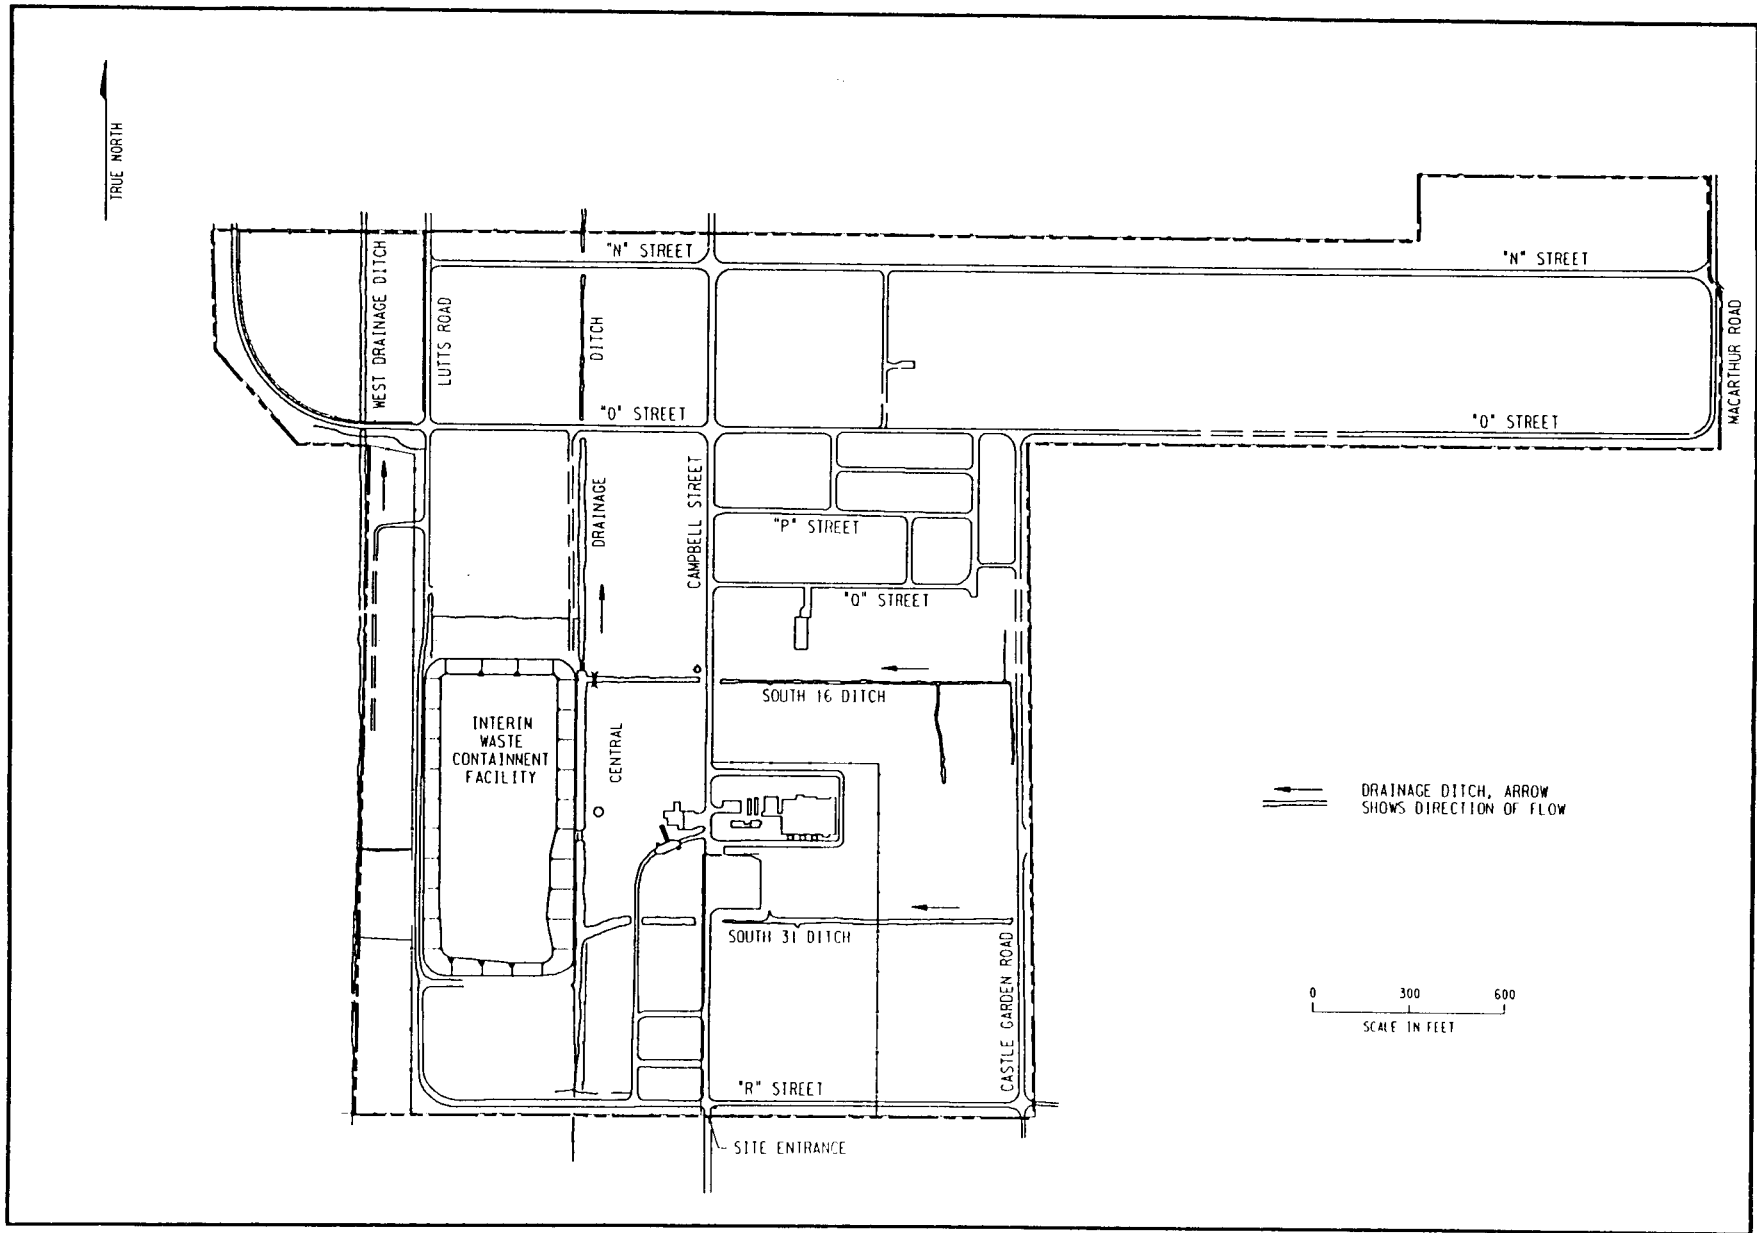 TRUE NORTH
"N" STREET
"N" STREET
WEST DRAINAGE DITCH
LUTTS ROAD
DITCH
MACARTHUR ROAD
"O" STREET
"O" STREET
CAMPBELL STREET
DRAINAGE
"P" STREET
"Q" STREET
SOUTH 16 DITCH
INTERIM
WASTE
CONTAINMENT
FACILITY
CENTRAL
DRAINAGE DITCH, ARROW
SHOWS DIRECTION OF FLOW
SOUTH 31 DITCH
CASTLE GARDEN ROAD
0 300 600
SCALE IN FEET
"R" STREET
SITE ENTRANCE